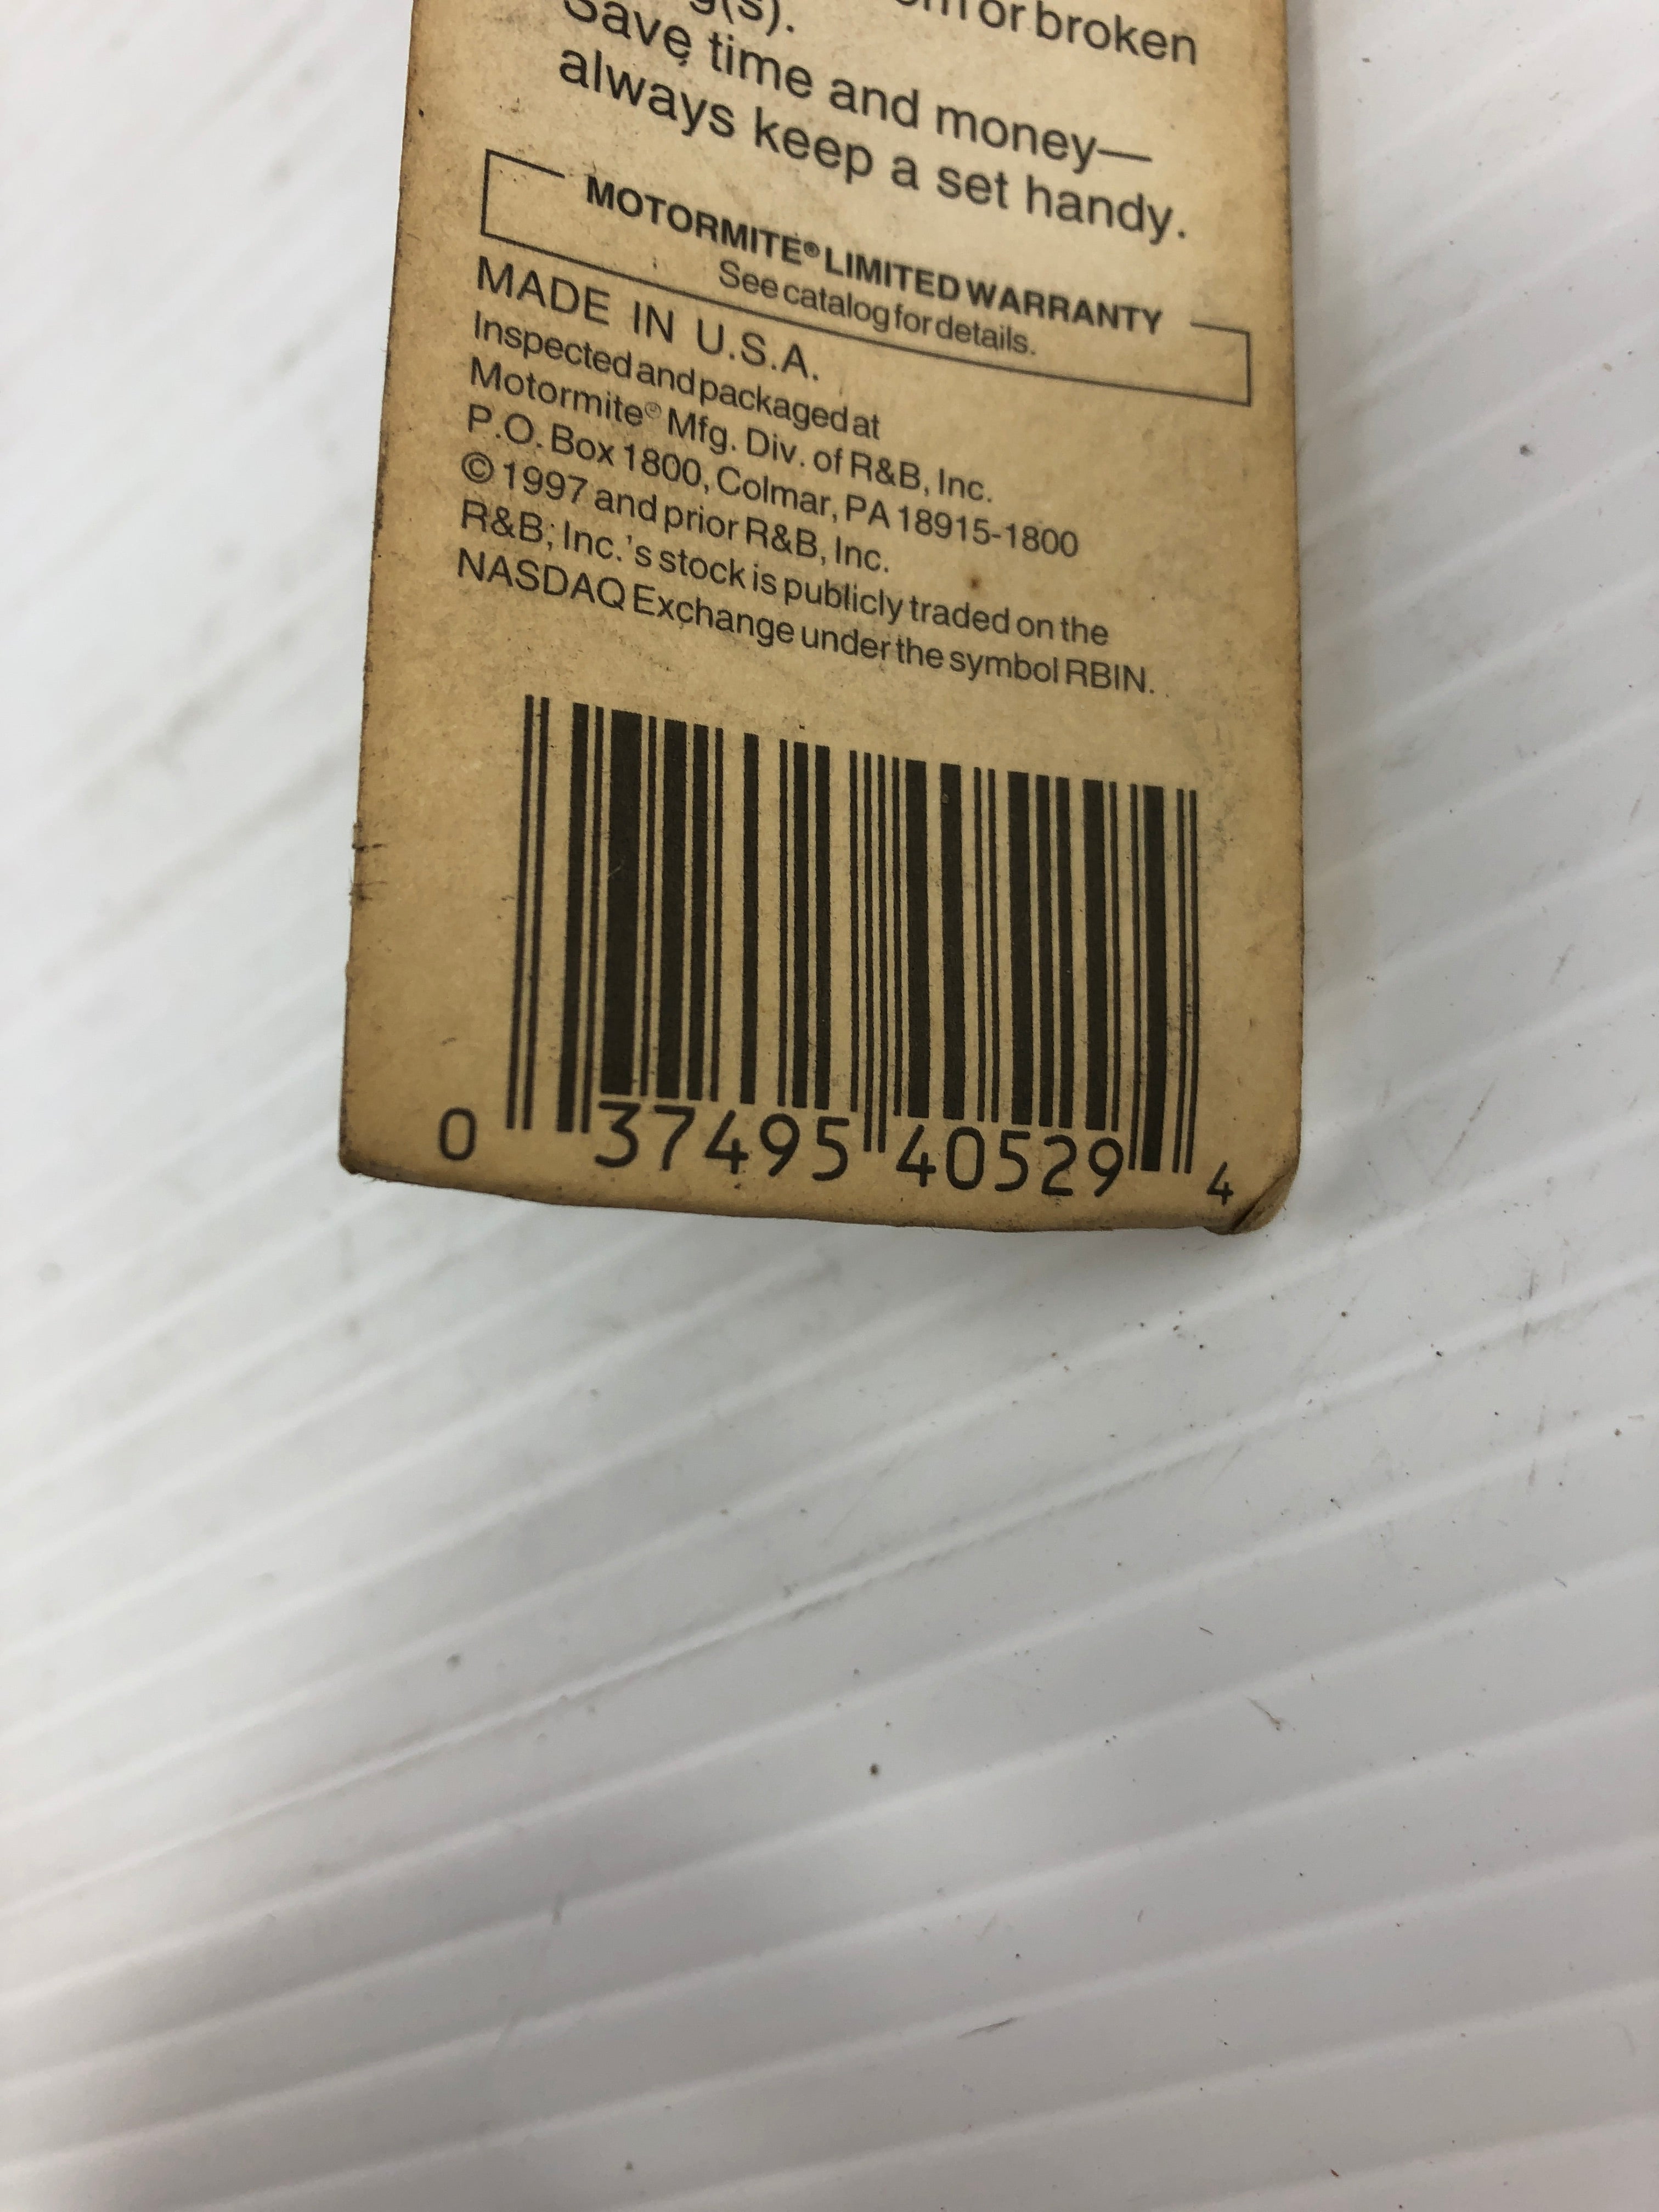 or broken
Save time and money—
always keep a set handy.
MOTORMITE® LIMITED WARRANTY
See catalog for details.
MADE IN U.S.A.
Inspected and packaged at
Motormite® Mfg. Div. of R&B, Inc.
P.O. Box 1800, Colmar, PA 18915-1800
© 1997 and prior R&B, Inc.
R&B, Inc.'s stock is publicly traded on the
NASDAQ Exchange under the symbol RBIN.
0 37495 40529 4